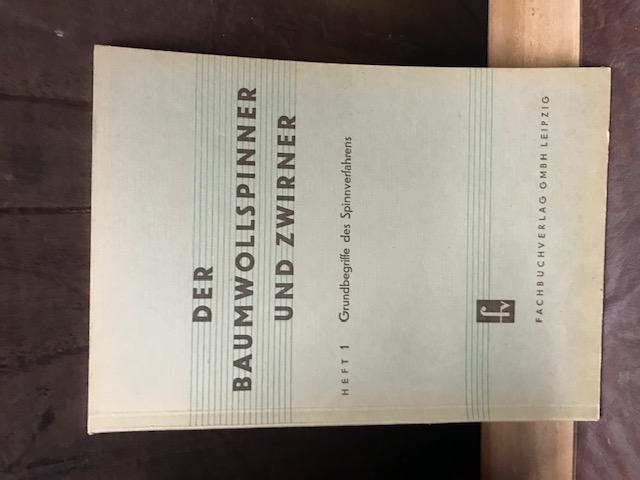 DER
BAUMWOLLSPINNER
UND ZWIRNER
HEFT 1 Grundbegriffe des Spinnverfahrens
fv
FACHBUCHVERLAG GMBH LEIPZIG